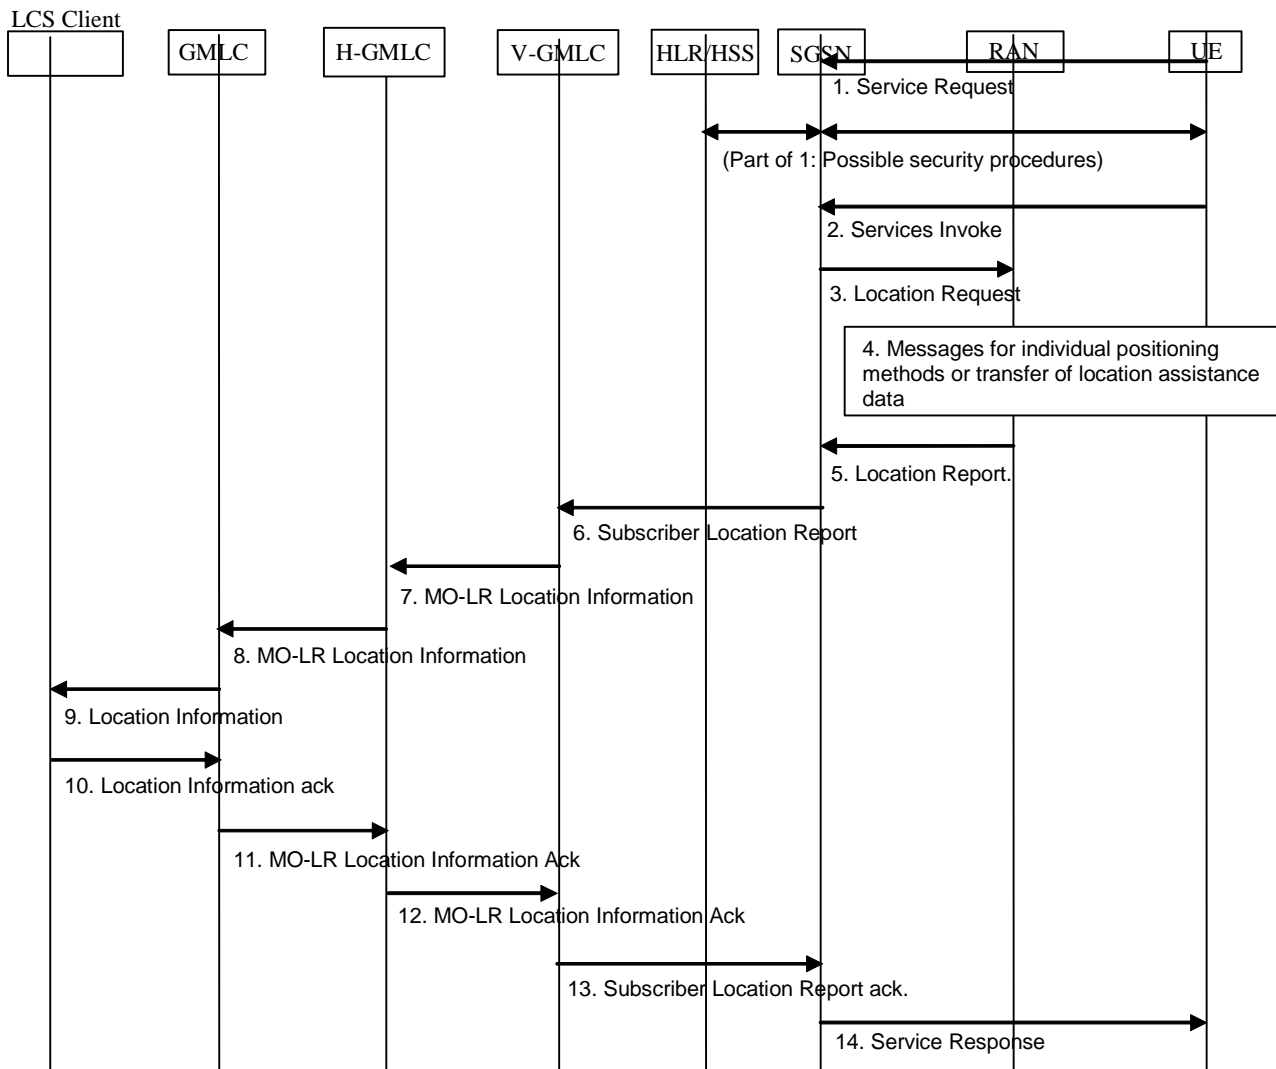 LCS Client
GMLC
H-GMLC
V-GMLC
HLR/HSS
SGSN
RAN
UE
1. Service Request
(Part of 1: Possible security procedures)
2. Services Invoke
3. Location Request
4. Messages for individual positioning
methods or transfer of location assistance
data
5. Location Report.
6. Subscriber Location Report
7. MO-LR Location Information
8. MO-LR Location Information
9. Location Information
10. Location Information ack
11. MO-LR Location Information Ack
12. MO-LR Location Information Ack
13. Subscriber Location Report ack.
14. Service Response